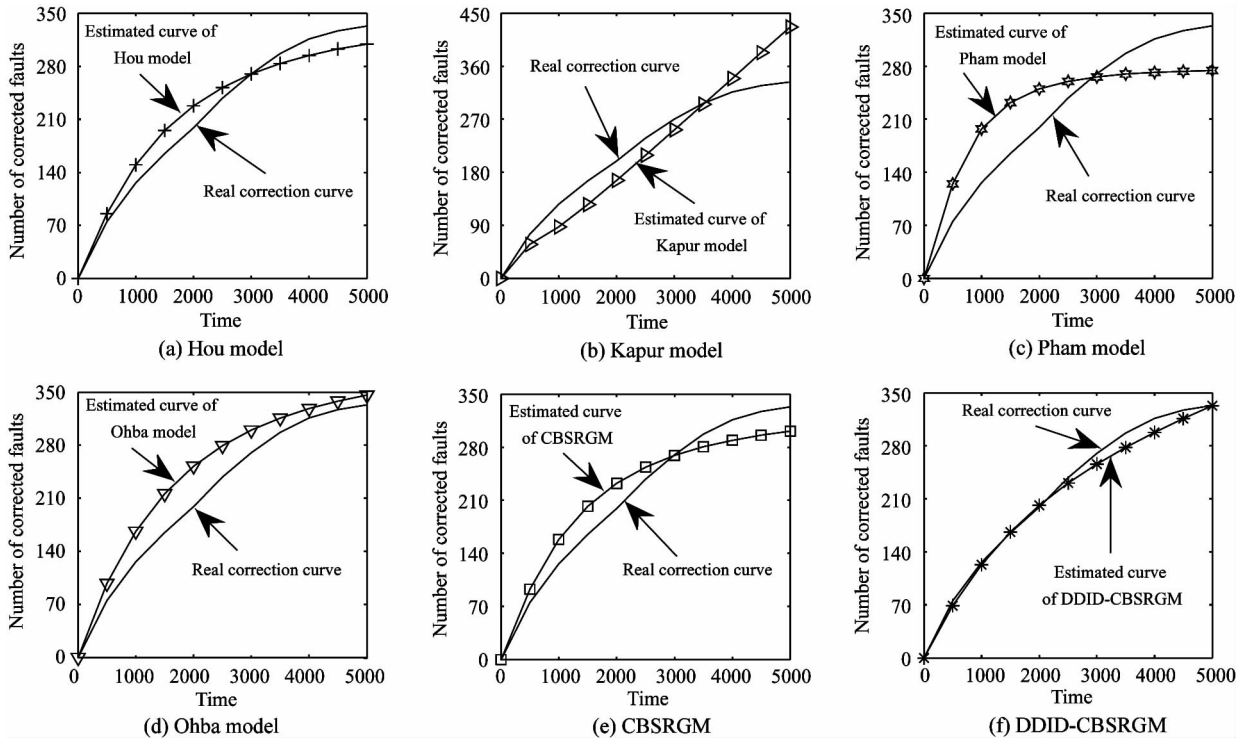 350
280
210
140
70
0
Number of corrected faults
Estimated curve of
Hou model
Real correction curve
0 1000 2000 3000 4000 5000
Time
(a) Hou model
450
360
270
180
90
0
Number of corrected faults
Real correction curve
Estimated curve of
Kapur model
0 1000 2000 3000 4000 5000
Time
(b) Kapur model
350
280
210
140
70
0
Number of corrected faults
Estimated curve of
Pham model
Real correction curve
0 1000 2000 3000 4000 5000
Time
(c) Pham model
350
280
210
140
70
0
Number of corrected faults
Estimated curve of
Ohba model
Real correction curve
0 1000 2000 3000 4000 5000
Time
(d) Ohba model
350
280
210
140
70
0
Number of corrected faults
Estimated curve
of CBSRGM
Real correction curve
0 1000 2000 3000 4000 5000
Time
(e) CBSRGM
350
280
210
140
70
0
Number of corrected faults
Real correction curve
Estimated curve
of DDID-CBSRGM
0 1000 2000 3000 4000 5000
Time
(f) DDID-CBSRGM